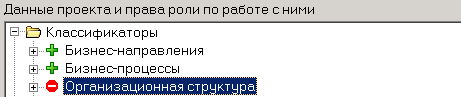 Данные проекта и права роли по работе с ними
Классификаторы
Бизнес-направления
Бизнес-процессы
Организационная структура